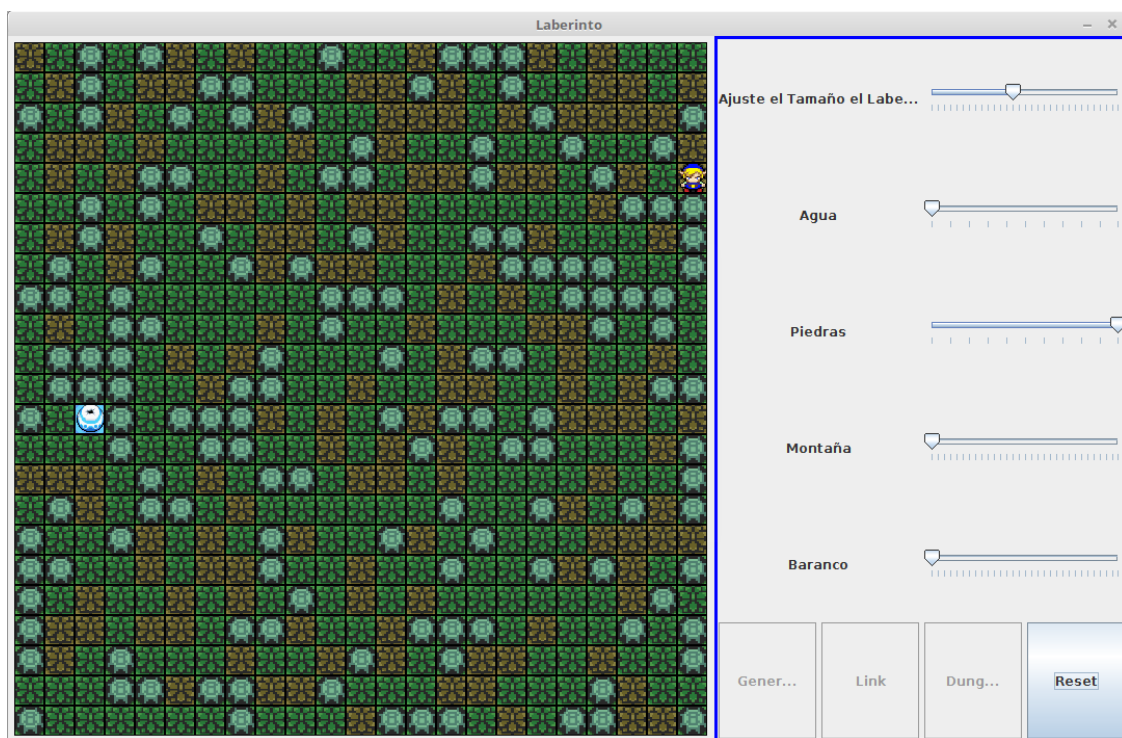 Laberinto
Ajuste el Tamaño el Labe...
Agua
Piedras
Montaña
Baranco
Gener...
Link
Dung...
Reset